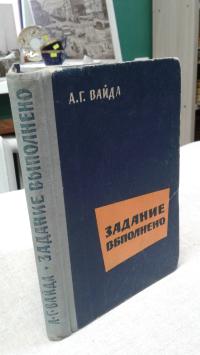 А.Г. ВАЙДА
ЗАДАНИЕ
ВЫПОЛНЕНО
А·Г·ВАЙДА · ЗАДАНИЕ ВЫПОЛНЕНО